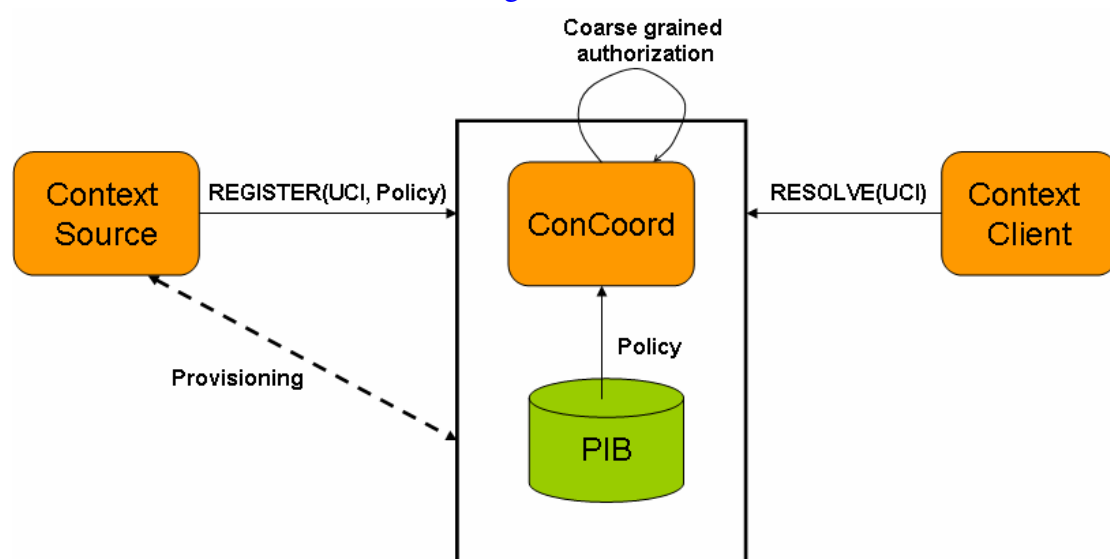 Coarse grained
authorization
Context
Source
REGISTER(UCI, Policy)
ConCoord
RESOLVE(UCI)
Context
Client
Policy
Provisioning
PIB